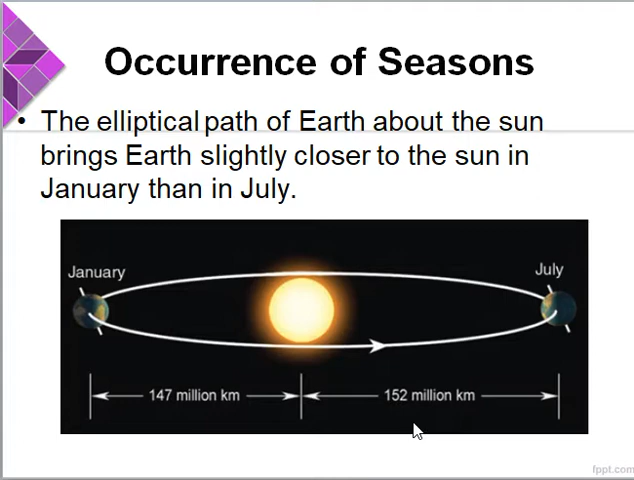 Occurrence of Seasons
• The elliptical path of Earth about the sun
brings Earth slightly closer to the sun in
January than in July.
January
July
147 million km
152 million km
fppt.com